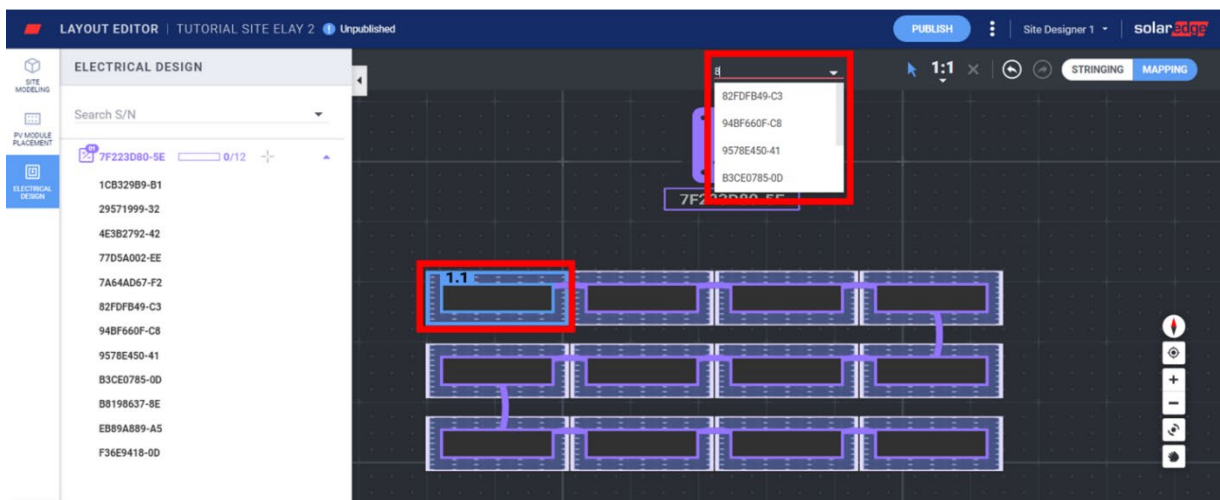 LAYOUT EDITOR | TUTORIAL SITE ELAY 2 Unpublished
PUBLISH
Site Designer 1
solaredge
SITE MODELING
PV MODULE PLACEMENT
ELECTRICAL DESIGN
ELECTRICAL DESIGN
Search S/N
01
7F223D80-5E 0/12
1CB329B9-B1
29571999-32
4E3B2792-42
77D5A002-EE
7A64AD67-F2
82FDFB49-C3
94BF660F-C8
9578E450-41
B3CE0785-0D
B8198637-8E
EB89A889-A5
F36E9418-0D
8
82FDFB49-C3
94BF660F-C8
9578E450-41
B3CE0785-0D
1:1
STRINGING
MAPPING
7F223D80-5E
1.1